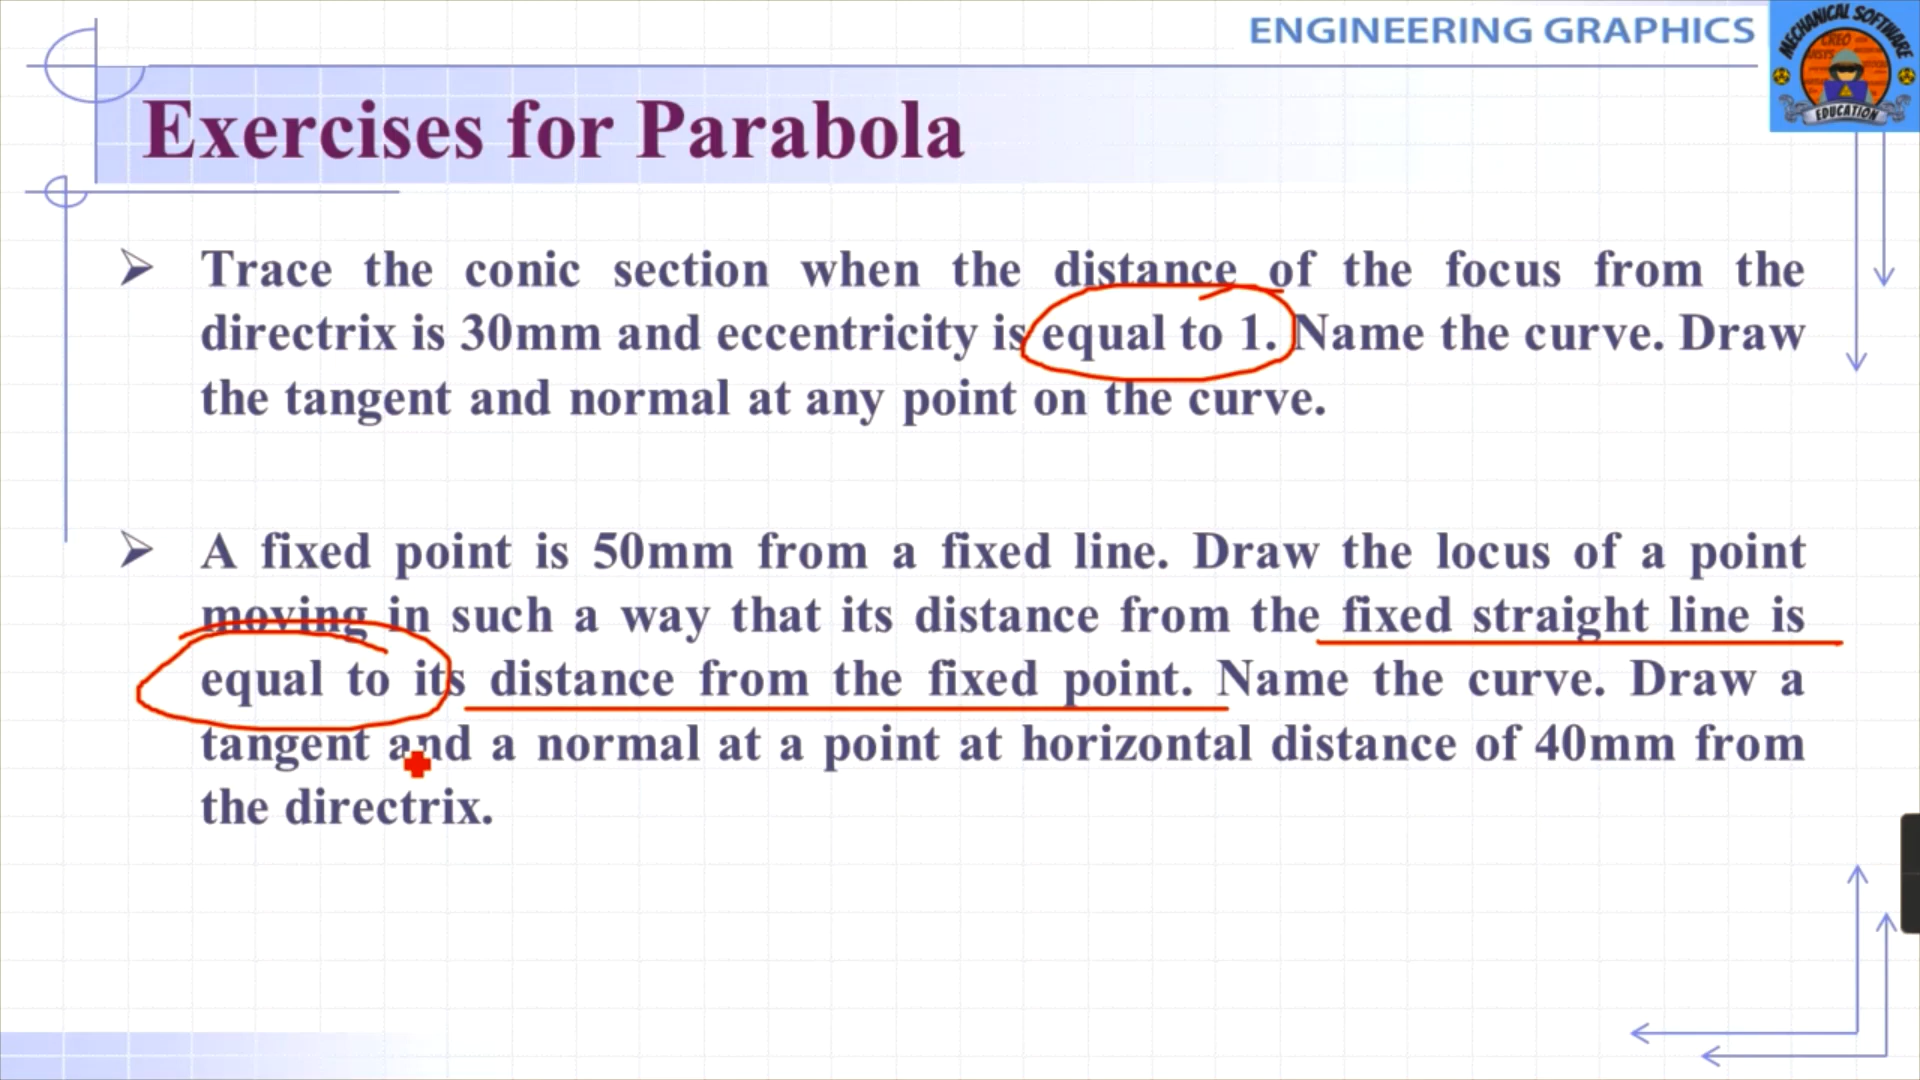 ENGINEERING GRAPHICS
MECHANICAL SOFTWARE
CREO
EDUCATION
Exercises for Parabola
Trace the conic section when the distance of the focus from the
directrix is 30mm and eccentricity is equal to 1. Name the curve. Draw
the tangent and normal at any point on the curve.
A fixed point is 50mm from a fixed line. Draw the locus of a point
moving in such a way that its distance from the fixed straight line is
equal to its distance from the fixed point. Name the curve. Draw a
tangent and a normal at a point at horizontal distance of 40mm from
the directrix.